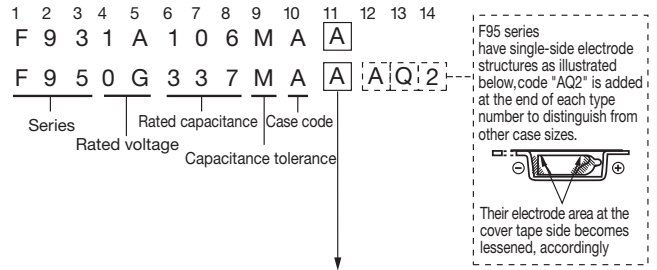 1 2 3 4 5 6 7 8 9 10 11 12 13 14
F 9 3 1 A 1 0 6 M A A
F 9 5 0 G 3 3 7 M A A A Q 2
Series
Rated voltage
Rated capacitance
Capacitance tolerance
Case code
F95 series
have single-side electrode
structures as illustrated
below,code "AQ2" is added
at the end of each type
number to distinguish from
other case sizes.
⊖ ⊕
Their electrode area at the
cover tape side becomes
lessened, accordingly